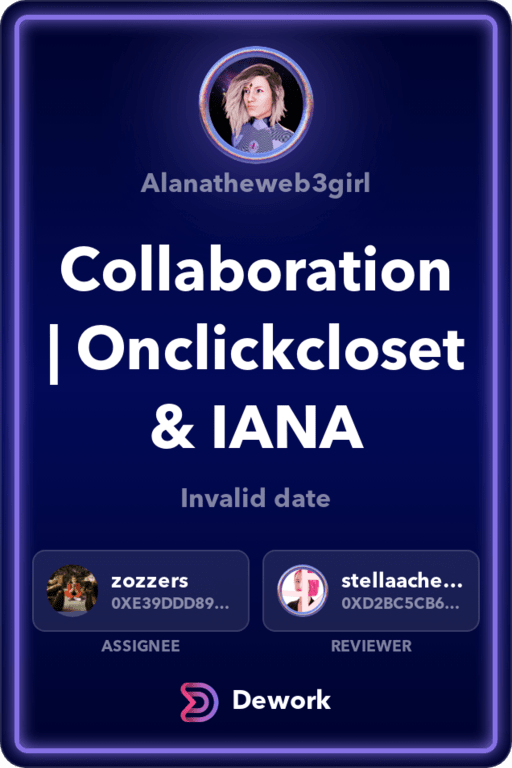 Alanatheweb3girl
Collaboration
| Onclickcloset
& IANA
Invalid date
zozzers
0XE39DDD89...
ASSIGNEE
stellaache...
0XD2BC5CB6...
REVIEWER
Dework